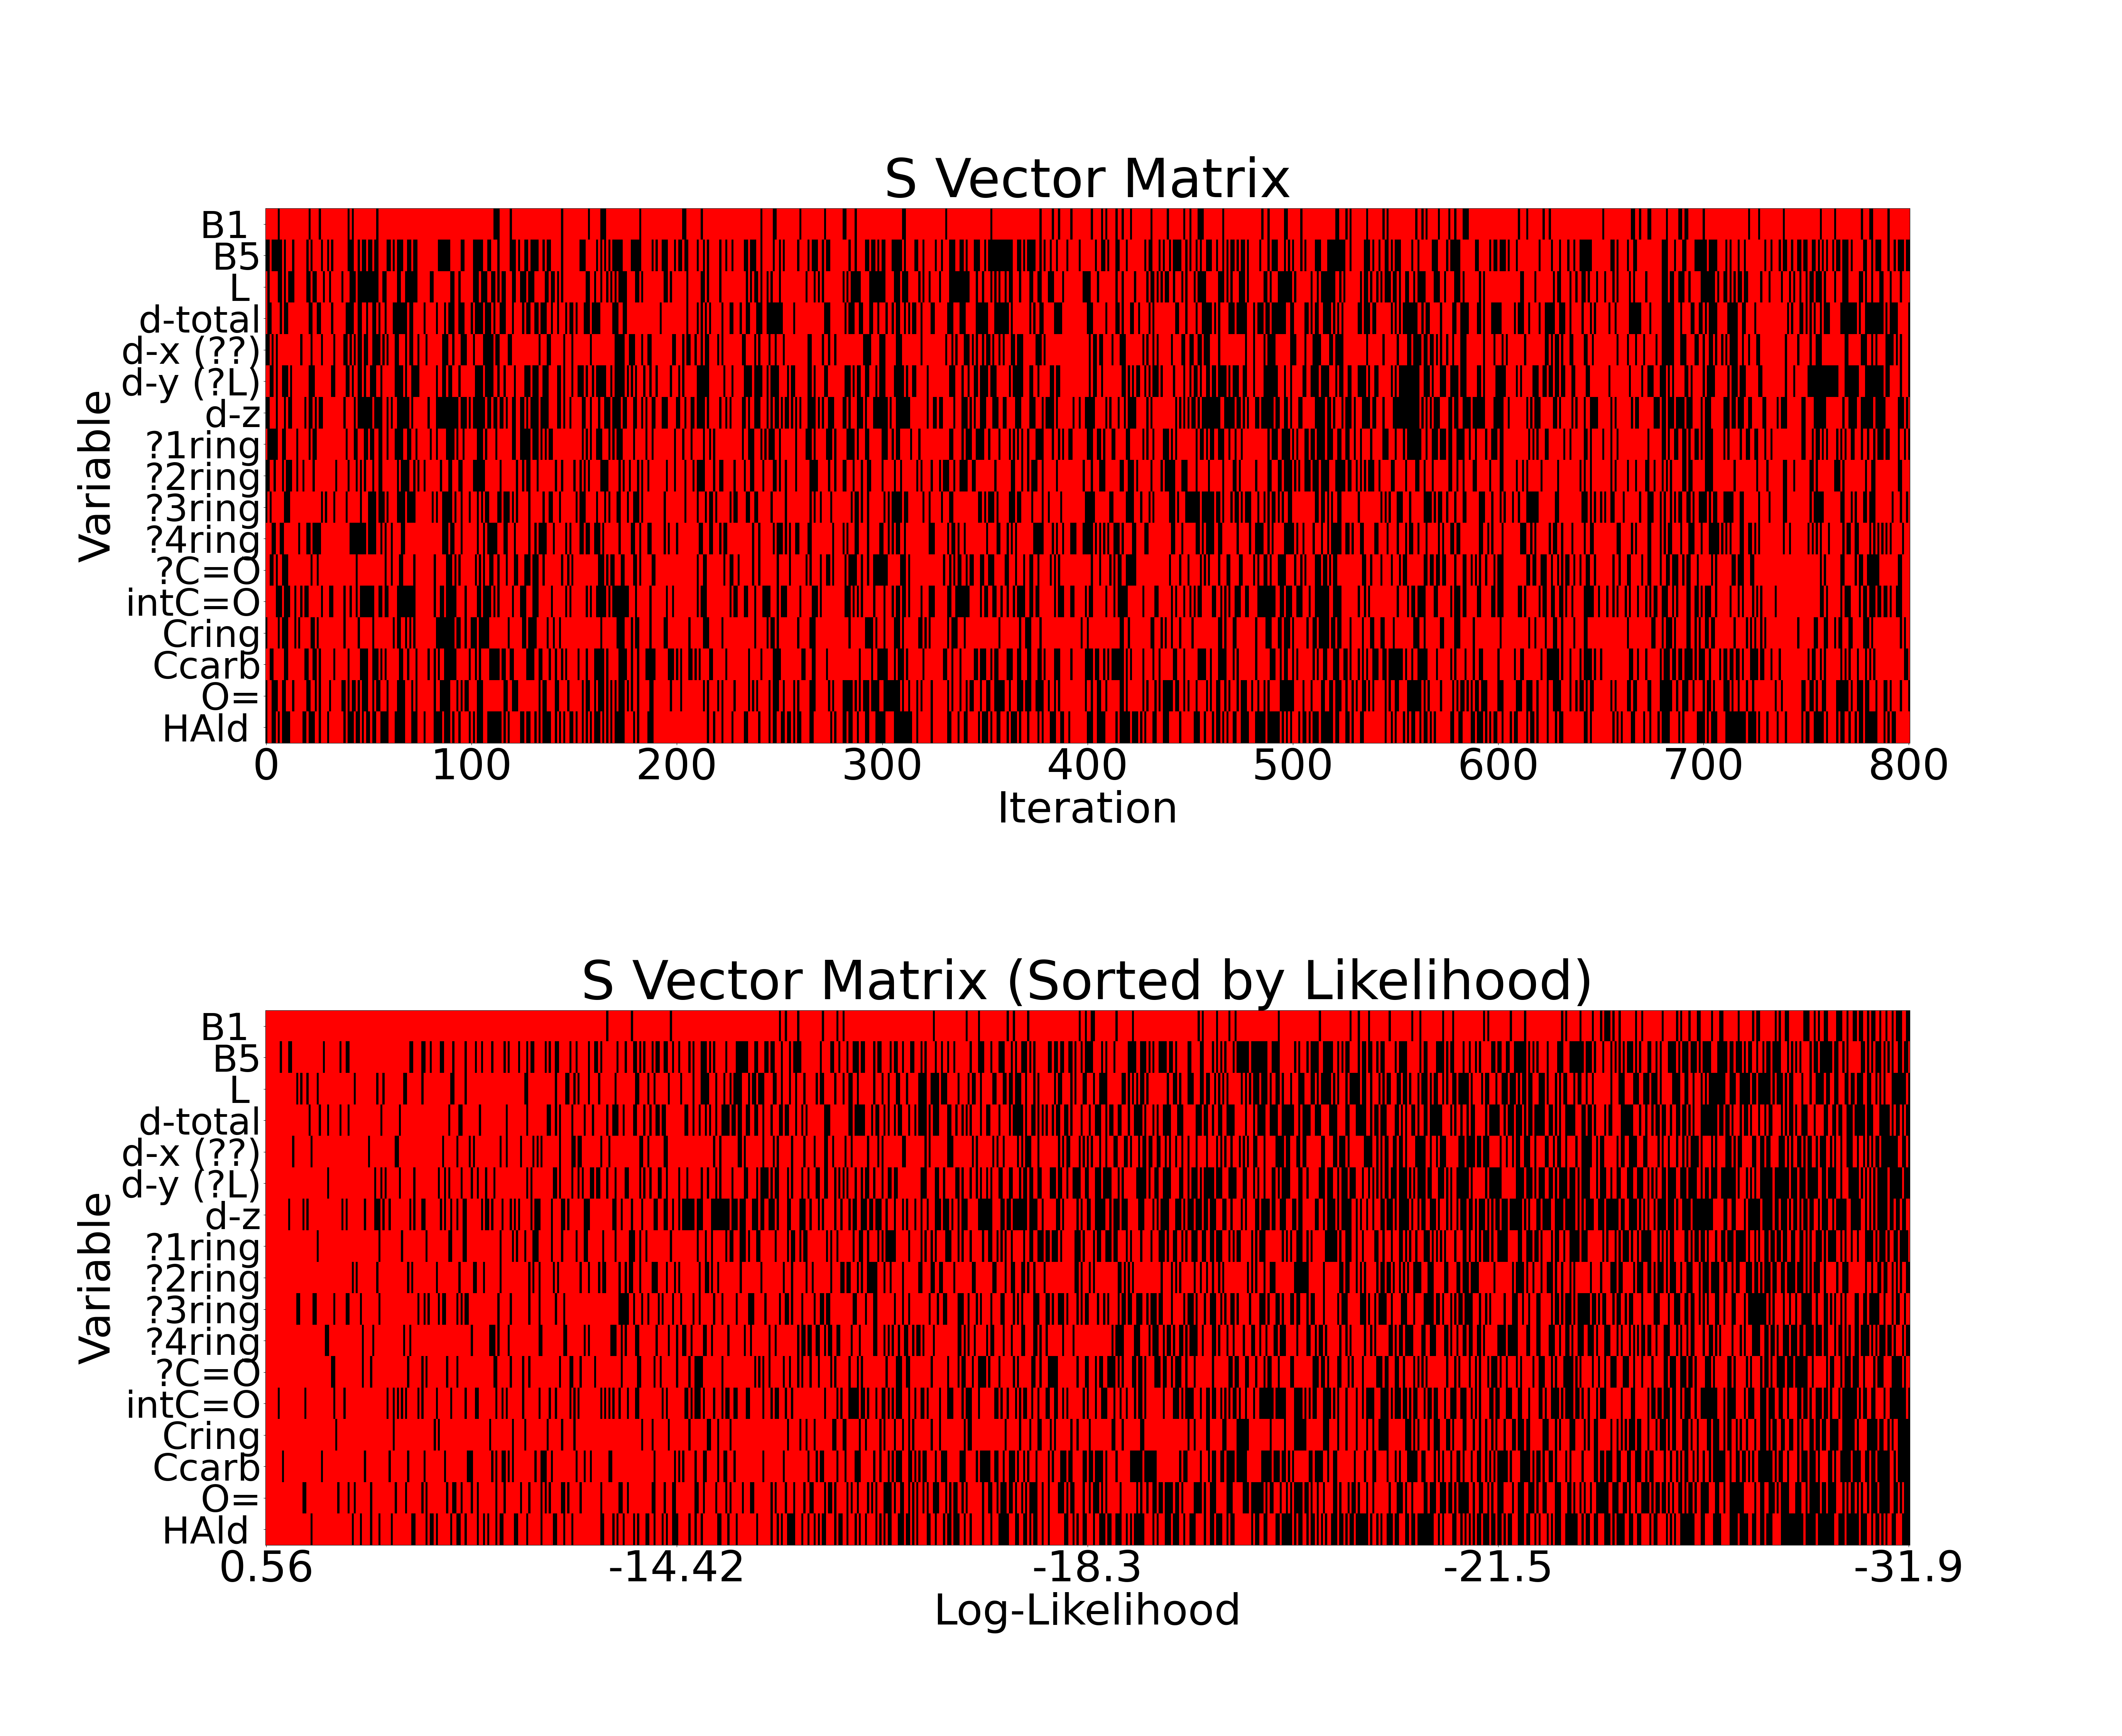 S Vector Matrix
B1
B5
L
d-total
d-x (??)
d-y (?L)
d-z
?1ring
?2ring
?3ring
?4ring
?C=O
intC=O
Cring
Ccarb
O=
HAld
Variable
0 100 200 300 400 500 600 700 800
Iteration
S Vector Matrix (Sorted by Likelihood)
B1
B5
L
d-total
d-x (??)
d-y (?L)
d-z
?1ring
?2ring
?3ring
?4ring
?C=O
intC=O
Cring
Ccarb
O=
HAld
Variable
0.56 -14.42 -18.3 -21.5 -31.9
Log-Likelihood